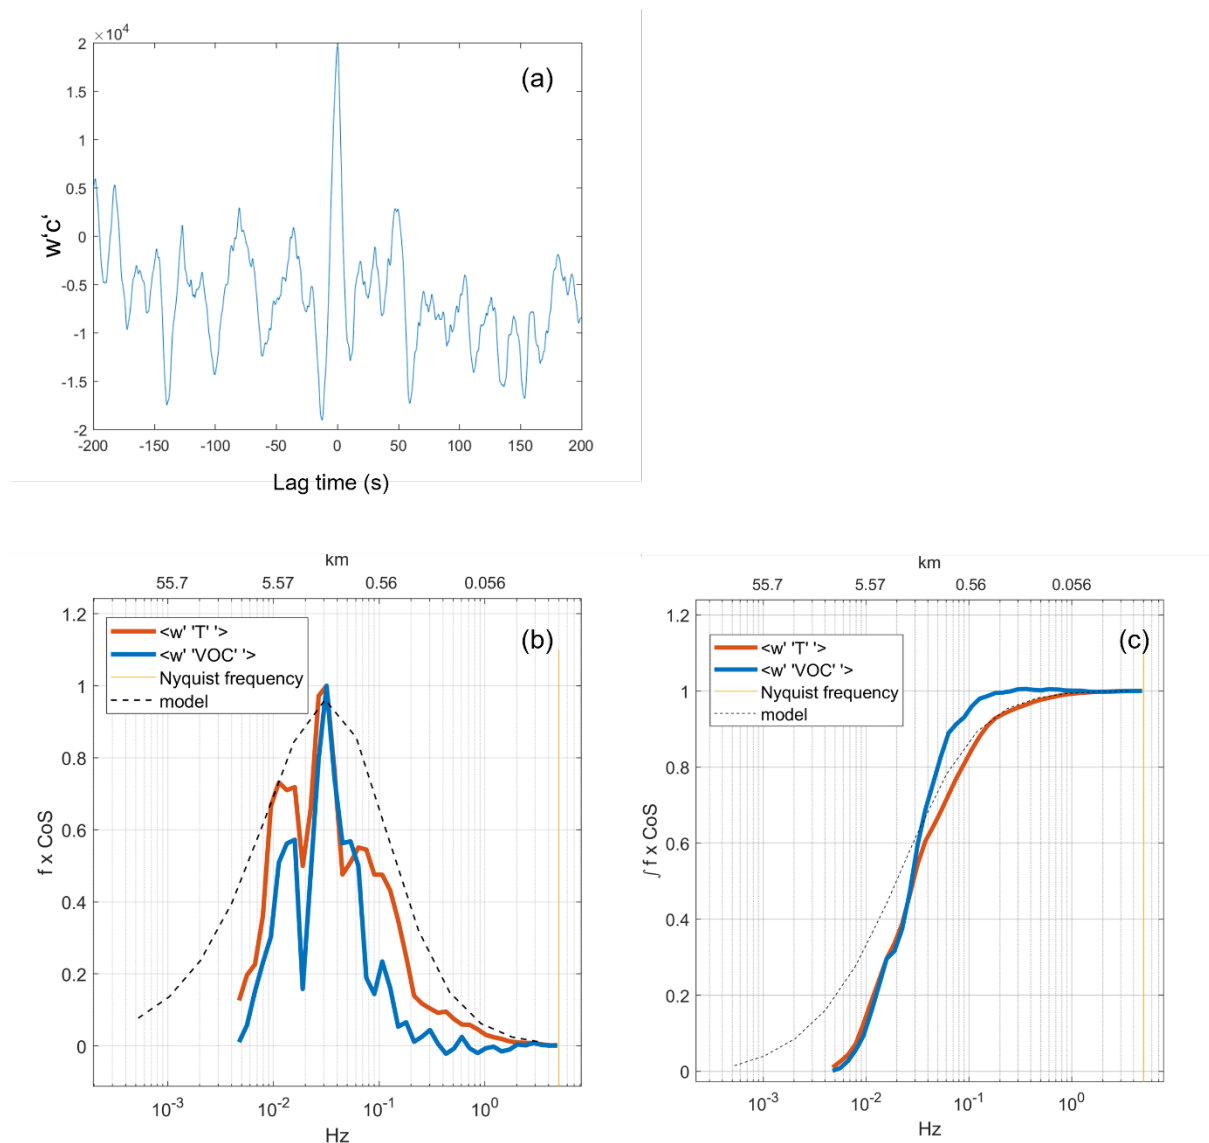 ×10⁴
(a)
2
1.5
1
0.5
0
-0.5
-1
-1.5
-2
w‘c‘
-200 -150 -100 -50 0 50 100 150 200
Lag time (s)
km
55.7 5.57 0.56 0.056
1.2
1
0.8
0.6
0.4
0.2
0
<w' 'T' '>
<w' 'VOC' '>
Nyquist frequency
model
(b)
f x CoS
10⁻³ 10⁻² 10⁻¹ 10⁰
Hz
km
55.7 5.57 0.56 0.056
1.2
1
0.8
0.6
0.4
0.2
0
<w' 'T' '>
<w' 'VOC' '>
Nyquist frequency
model
(c)
∫ f x CoS
10⁻³ 10⁻² 10⁻¹ 10⁰
Hz